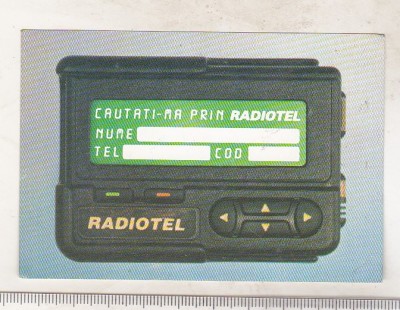 CAUTATI-MA PRIN RADIOTEL
NUME
TEL COD
RADIOTEL